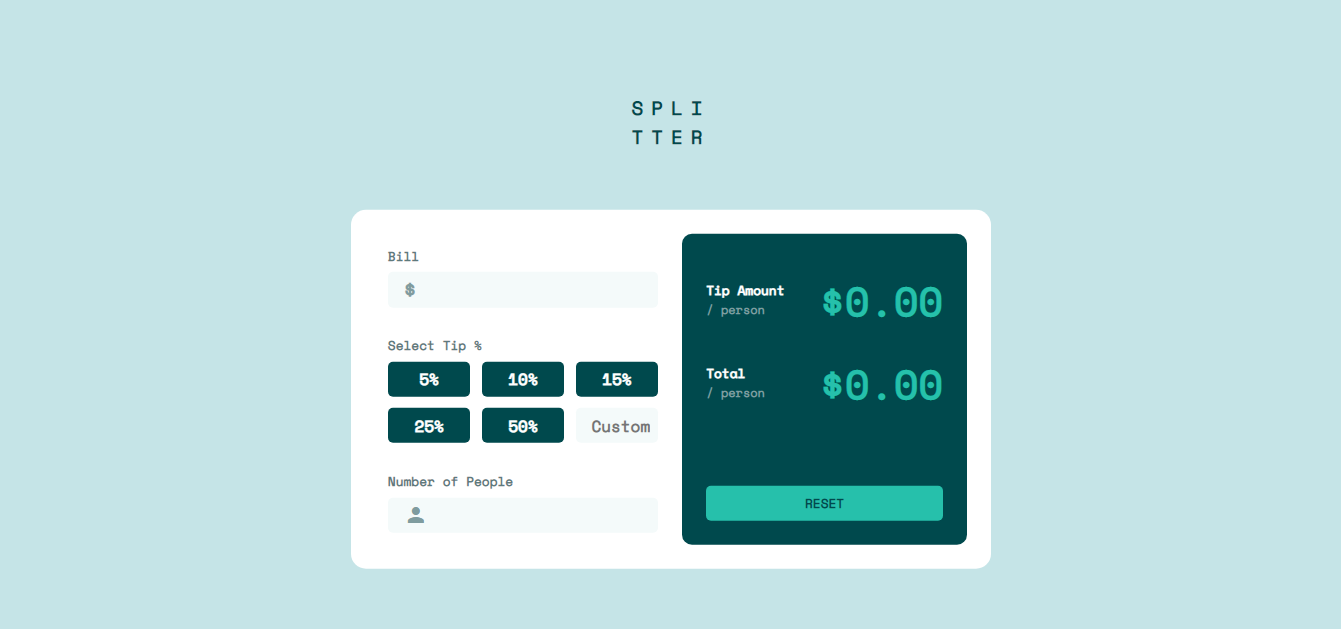 SPLI
TTER
Bill
$
Select Tip %
5% 10% 15%
25% 50% Custom
Number of People
Tip Amount
/ person
$0.00
Total
/ person
$0.00
RESET